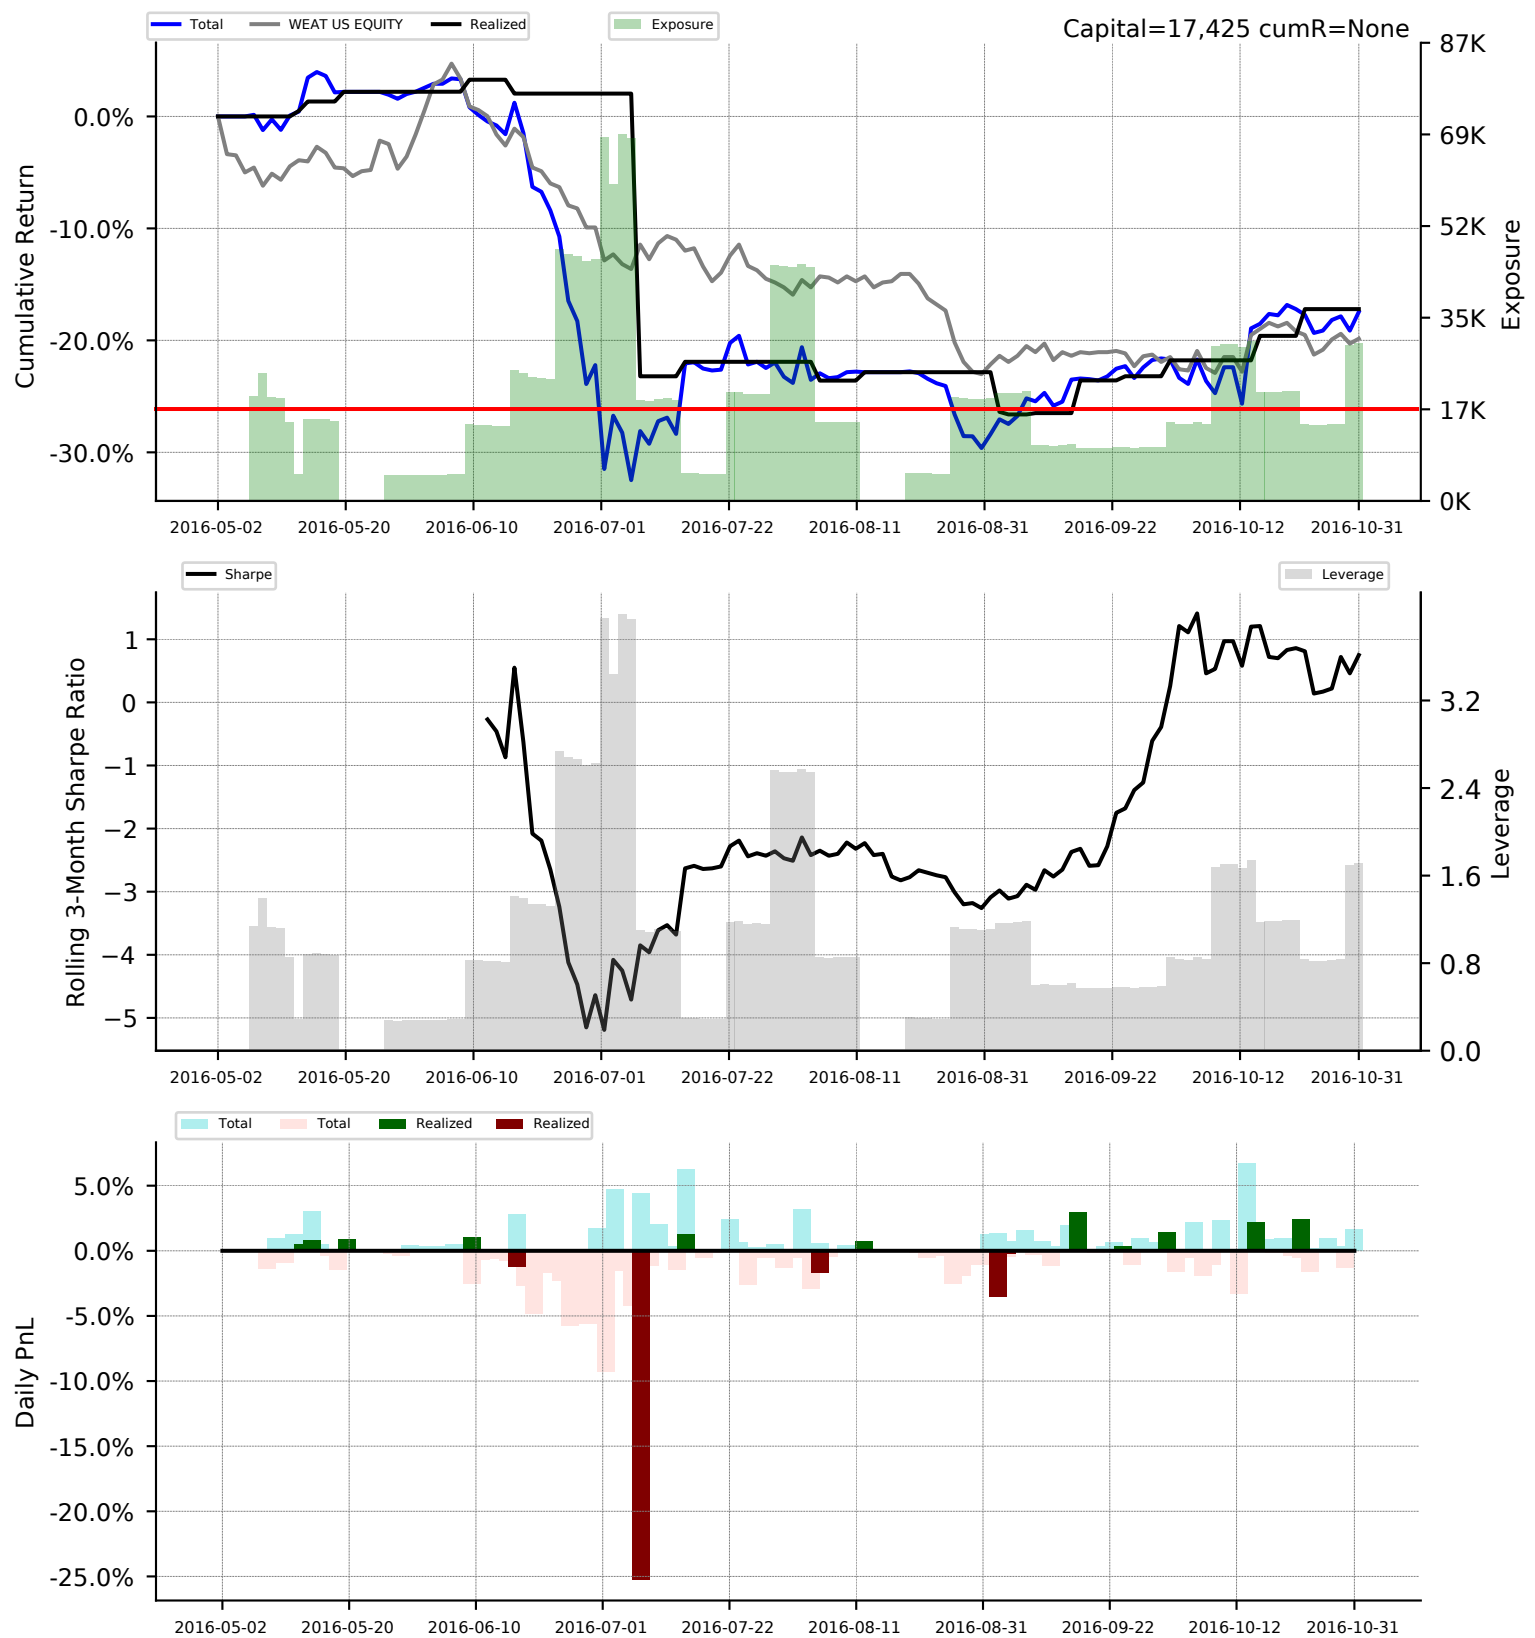 Total WEAT US EQUITY Realized Exposure
Capital=17,425 cumR=None
Cumulative Return
0.0%
-10.0%
-20.0%
-30.0%
87K
69K
52K
35K
17K
0K
Exposure
2016-05-02 2016-05-20 2016-06-10 2016-07-01 2016-07-22 2016-08-11 2016-08-31 2016-09-22 2016-10-12 2016-10-31
Sharpe Leverage
Rolling 3-Month Sharpe Ratio
1
0
−1
−2
−3
−4
−5
3.2
2.4
1.6
0.8
0.0
Leverage
2016-05-02 2016-05-20 2016-06-10 2016-07-01 2016-07-22 2016-08-11 2016-08-31 2016-09-22 2016-10-12 2016-10-31
Total Total Realized Realized
Daily PnL
5.0%
0.0%
-5.0%
-10.0%
-15.0%
-20.0%
-25.0%
2016-05-02 2016-05-20 2016-06-10 2016-07-01 2016-07-22 2016-08-11 2016-08-31 2016-09-22 2016-10-12 2016-10-31